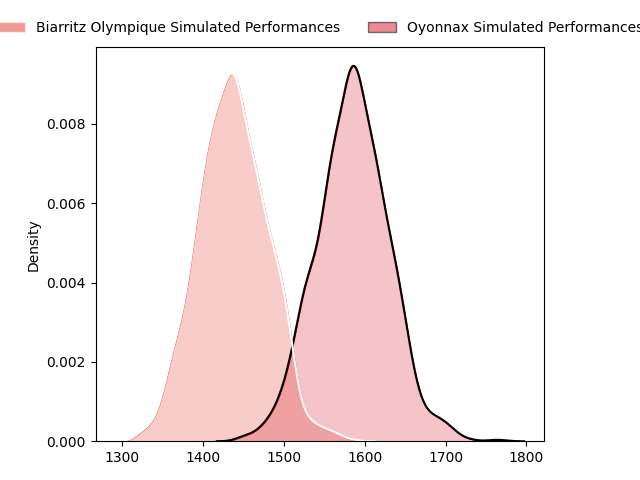 Biarritz Olympique Simulated Performances
Oyonnax Simulated Performances
Density
0.008
0.006
0.004
0.002
0.000
1300 1400 1500 1600 1700 1800